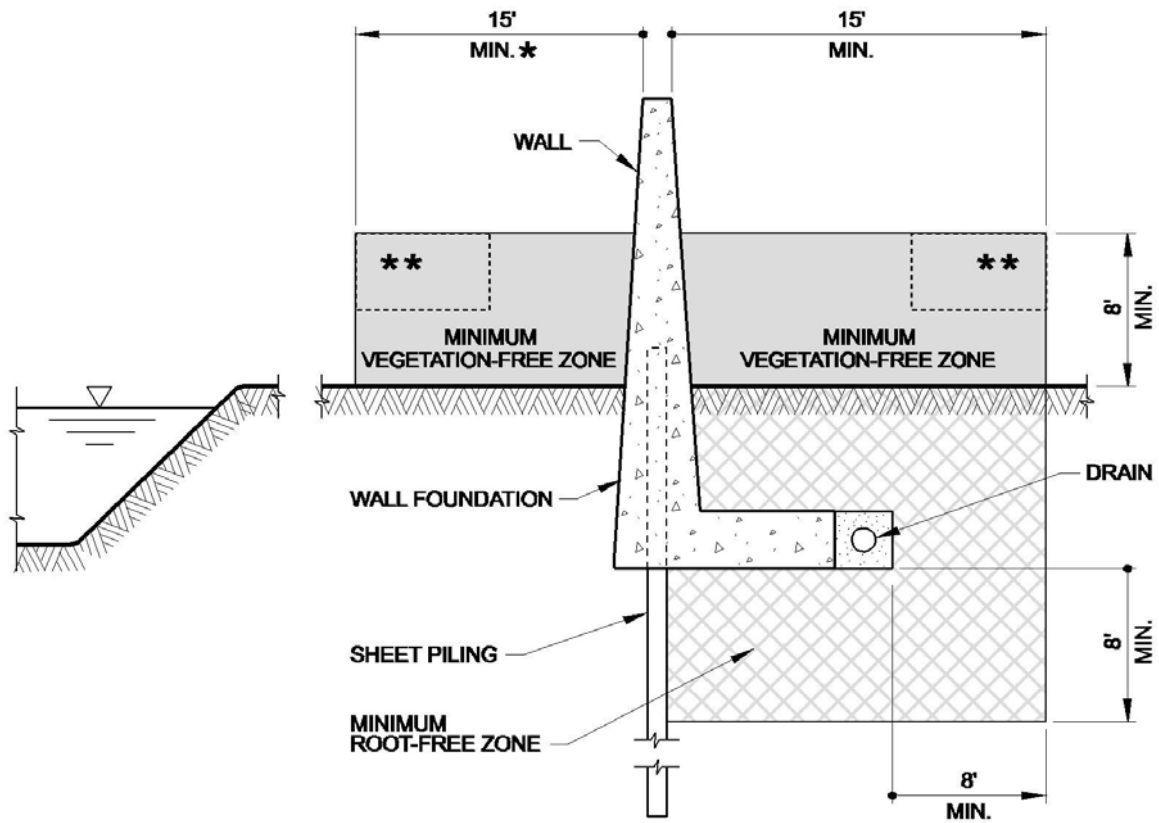 15'
MIN. *
15'
MIN.
WALL
**
**
8'
MIN.
MINIMUM
VEGETATION-FREE ZONE
MINIMUM
VEGETATION-FREE ZONE
DRAIN
WALL FOUNDATION
SHEET PILING
8'
MIN.
MINIMUM
ROOT-FREE ZONE
8'
MIN.